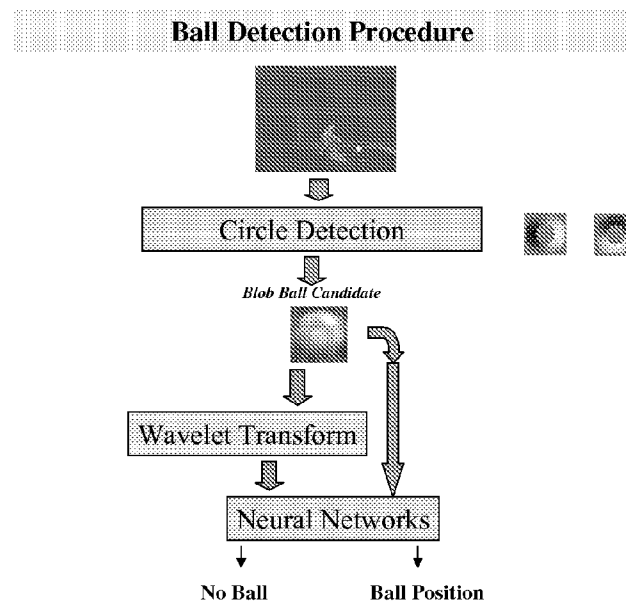 Ball Detection Procedure
Circle Detection
Blob Ball Candidate
Wavelet Transform
Neural Networks
No Ball
Ball Position